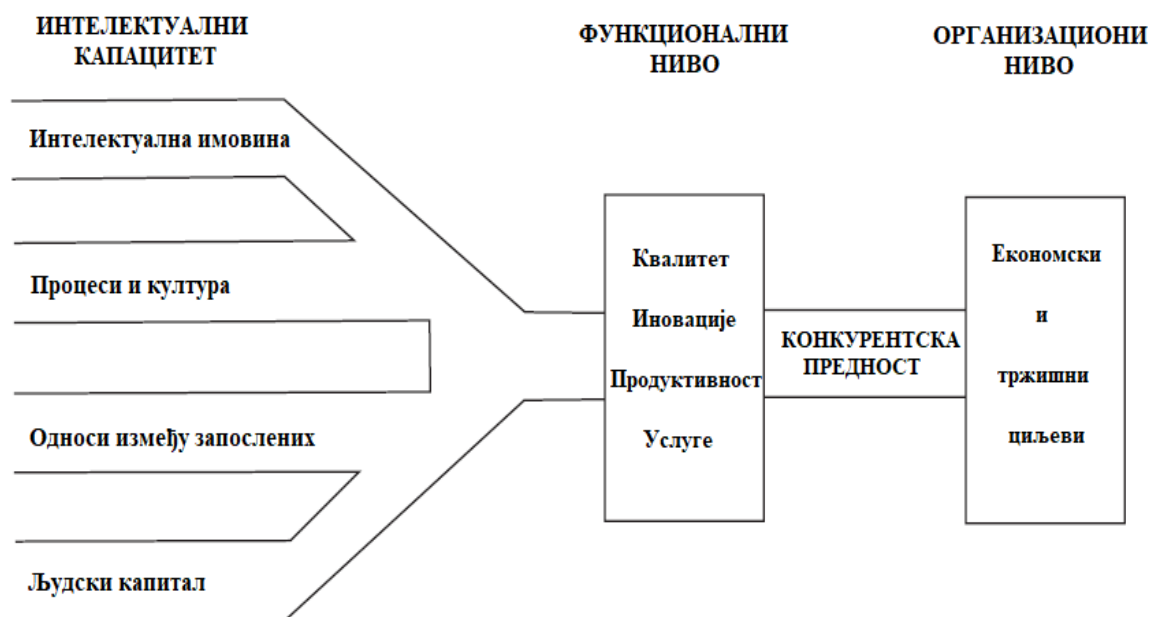 ИНТЕЛЕКТУАЛНИ
КАПАЦИТЕТ
ФУНКЦИОНАЛНИ
НИВО
ОРГАНИЗАЦИОНИ
НИВО
Интелектуална имовина
Процеси и култура
Односи између запослених
Људски капитал
Квалитет
Иновације
Продуктивност
Услуге
КОНКУРЕНТСКА
ПРЕДНОСТ
Економски
и
тржишни
циљеви